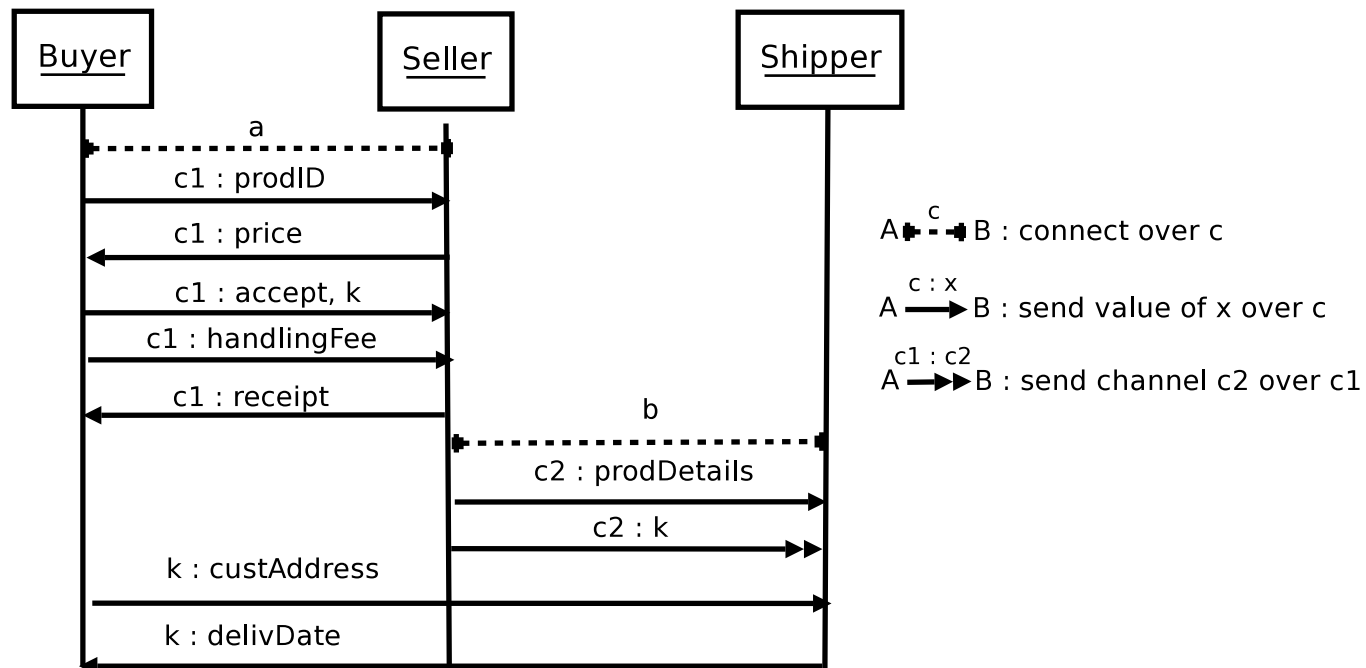 Buyer
Seller
Shipper
a
c1 : prodID
c1 : price
c1 : accept, k
c1 : handlingFee
c1 : receipt
b
c2 : prodDetails
c2 : k
k : custAddress
k : delivDate
c
A B : connect over c
c : x
A B : send value of x over c
c1 : c2
A B : send channel c2 over c1